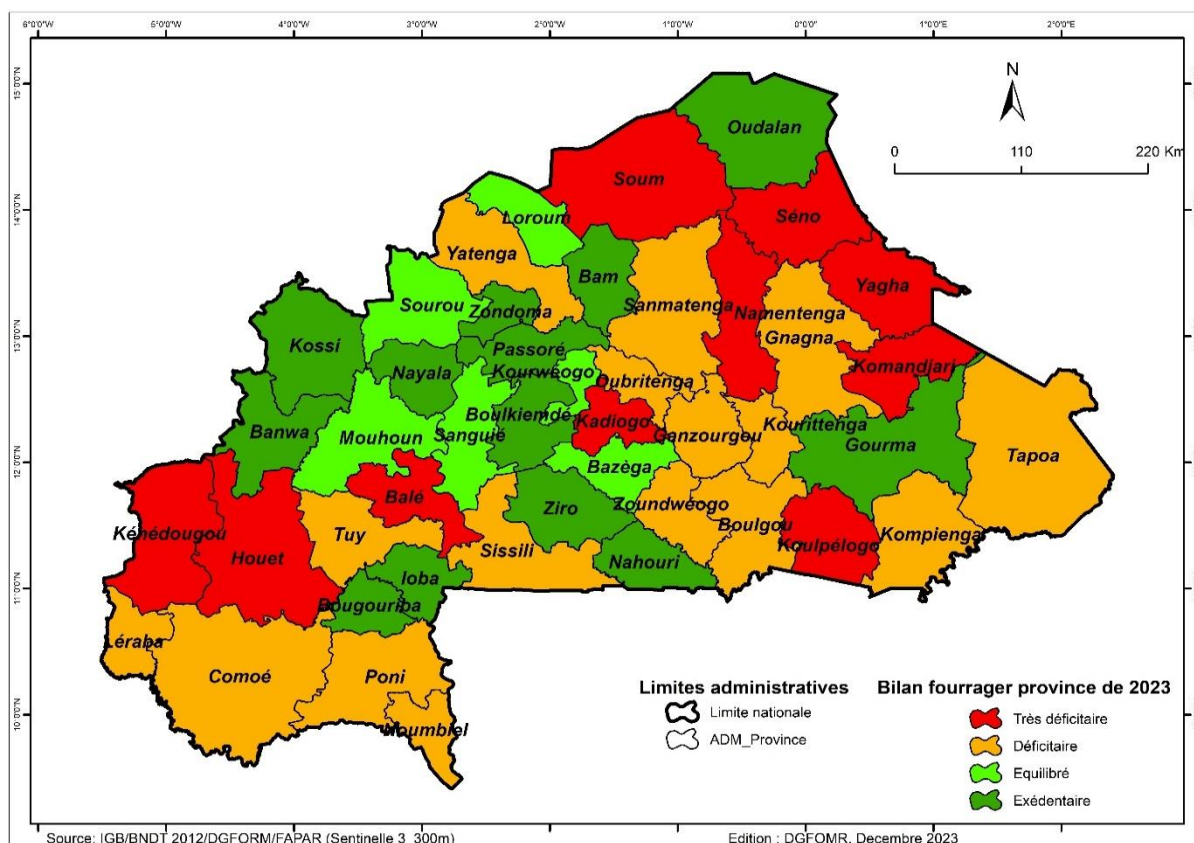 6°0'0"W 5°0'0"W 4°0'0"W 3°0'0"W 2°0'0"W 1°0'0"W 0°0'0" 1°0'0"E 2°0'0"E
15°0'0"N
14°0'0"N
13°0'0"N
12°0'0"N
11°0'0"N
10°0'0"N
N
0 110 220 Km
Oudalan
Soum
Séno
Loroum
Yatenga
Bam
Yagha
Sourou
Zondoma
Sanmatenga
Namentenga
Gnagna
Kossi
Passoré
Nayala
Kourwéogo
Oubritenga
Komandjari
Banwa
Mouhoun
Sanguié
Boulkiemdé
Kadiogo
Ganzourgou
Kourittenga
Gourma
Tapoa
Bazèga
Balé
Ziro
Zoundwéogo
Boulgou
Koulpélogo
Kompienga
Kénédougou
Houet
Tuy
Sissili
Nahouri
Ioba
Bougouriba
Léraba
Comoé
Poni
Noumbiel
Limites administratives
Limite nationale
ADM_Province
Bilan fourrager province de 2023
Très déficitaire
Déficitaire
Equilibré
Exédentaire
Source: IGB/BNDT 2012/DGFORM/FAPAR (Sentinelle 3_300m)
Edition : DGFOMR, Decembre 2023